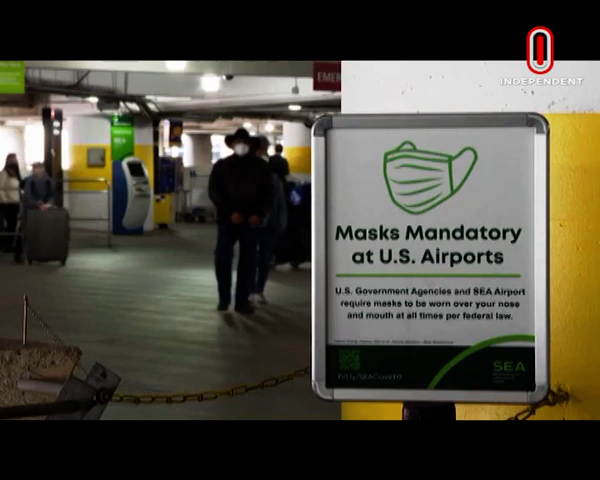 INDEPENDENT
EME
Masks Mandatory
at U.S. Airports
U.S. Government Agencies and SEA Airport
require masks to be worn over your nose
and mouth at all times per federal law.
SEA